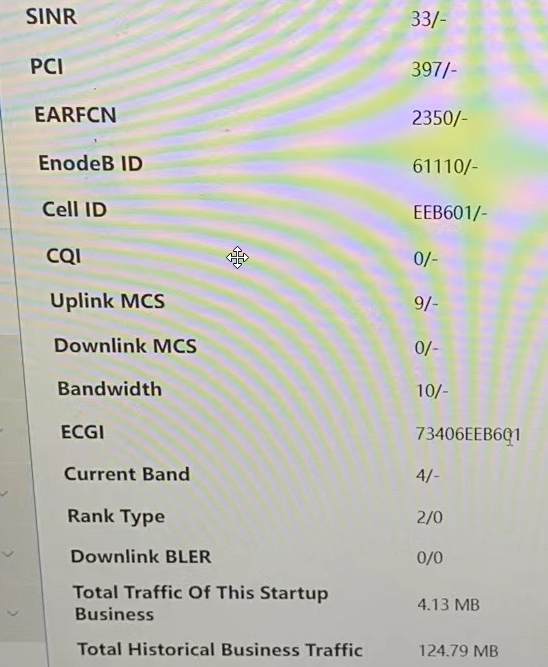 SINR 33/-
PCI 397/-
EARFCN 2350/-
EnodeB ID 61110/-
Cell ID EEB601/-
CQI 0/-
Uplink MCS 9/-
Downlink MCS 0/-
Bandwidth 10/-
ECGI 73406EEB601
Current Band 4/-
Rank Type 2/0
Downlink BLER 0/0
Total Traffic Of This Startup
Business 4.13 MB
Total Historical Business Traffic 124.79 MB